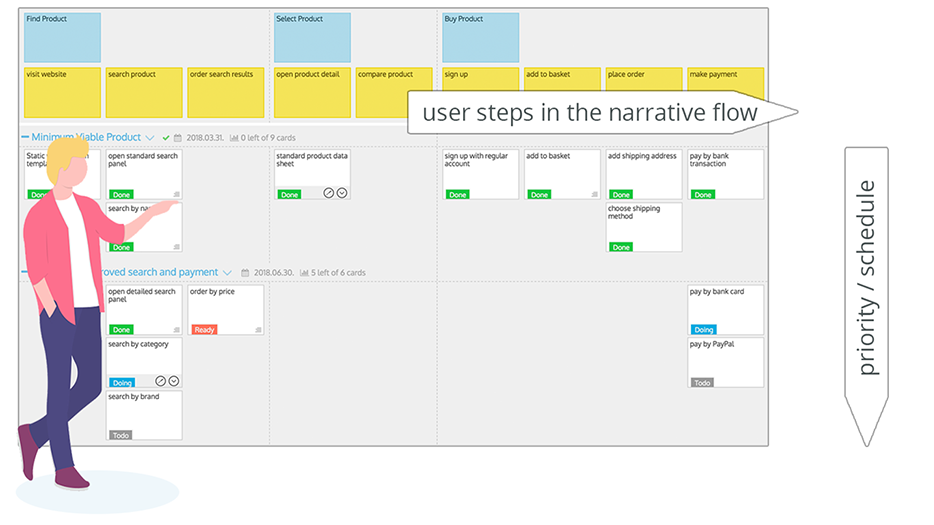 Find Product
Select Product
Buy Product
visit website
search product
order search results
open product detail
compare product
sign up
add to basket
place order
make payment
user steps in the narrative flow
Minimum Viable Product 2018.03.31. 0 left of 9 cards
Static
templ
Done
open standard search
panel
Done
standard product data
sheet
Done
sign up with regular
account
Done
add to basket
Done
add shipping address
Done
pay by bank
transaction
Done
search by na
Done
choose shipping
method
Done
roved search and payment 2018.06.30. 5 left of 6 cards
open detailed search
panel
Done
order by price
Ready
pay by bank card
Doing
search by category
Doing
pay by PayPal
Todo
search by brand
Todo
priority / schedule